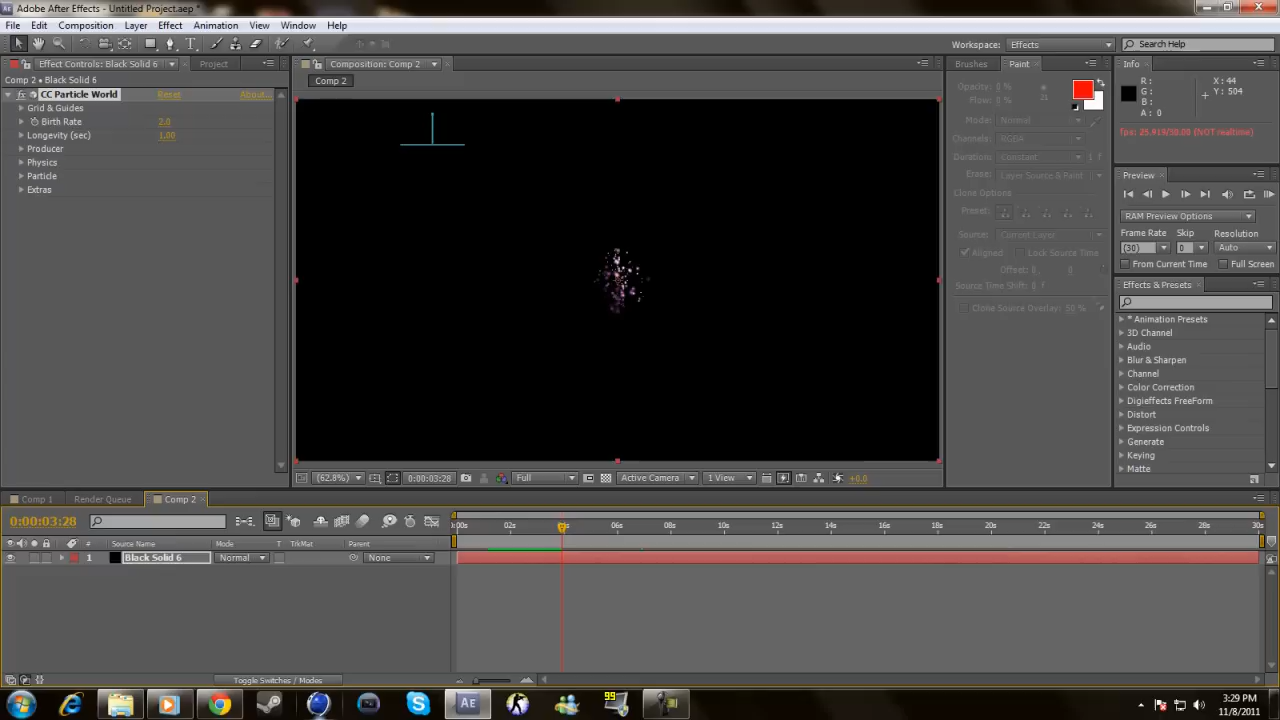 Adobe After Effects - Untitled Project.aep *
File Edit Composition Layer Effect Animation View Window Help
Workspace: Effects Search Help
Effect Controls: Black Solid 6 Project
Composition: Comp 2
Brushes Paint
Info
Comp 2 • Black Solid 6
Comp 2
CC Particle World Reset About...
Grid & Guides
Birth Rate 2.0
Longevity (sec) 1.00
Producer
Physics
Particle
Extras
Opacity: %
Flow: %
Mode: Normal
Channels: RGBA
Duration: Constant 1 f
Erase: Layer Source & Paint
Clone Options
Preset:
Source: Current Layer
Aligned Lock Source Time
Offset:
Source Time Shift: f
Clone Source Overlay: 50 %
R: X: 44
G: Y: 504
B:
A: 0
fps: 25.919/30.00 (NOT realtime)
Preview
RAM Preview Options
Frame Rate Skip Resolution
(30) 0 Auto
From Current Time Full Screen
Effects & Presets
* Animation Presets
3D Channel
Audio
Blur & Sharpen
Channel
Color Correction
Digieffects FreeForm
Distort
Expression Controls
Generate
Keying
Matte
(62.8%) 0:00:03:28 Full Active Camera 1 View +0.0
Comp 1 Render Queue Comp 2
0:00:03:28
:00s 02s 06s 08s 10s 12s 14s 16s 18s 20s 22s 24s 26s 28s 30s
# Source Name Mode T TrkMat Parent
1 Black Solid 6 Normal None
Toggle Switches / Modes
Ae 99
3:29 PM
11/8/2011